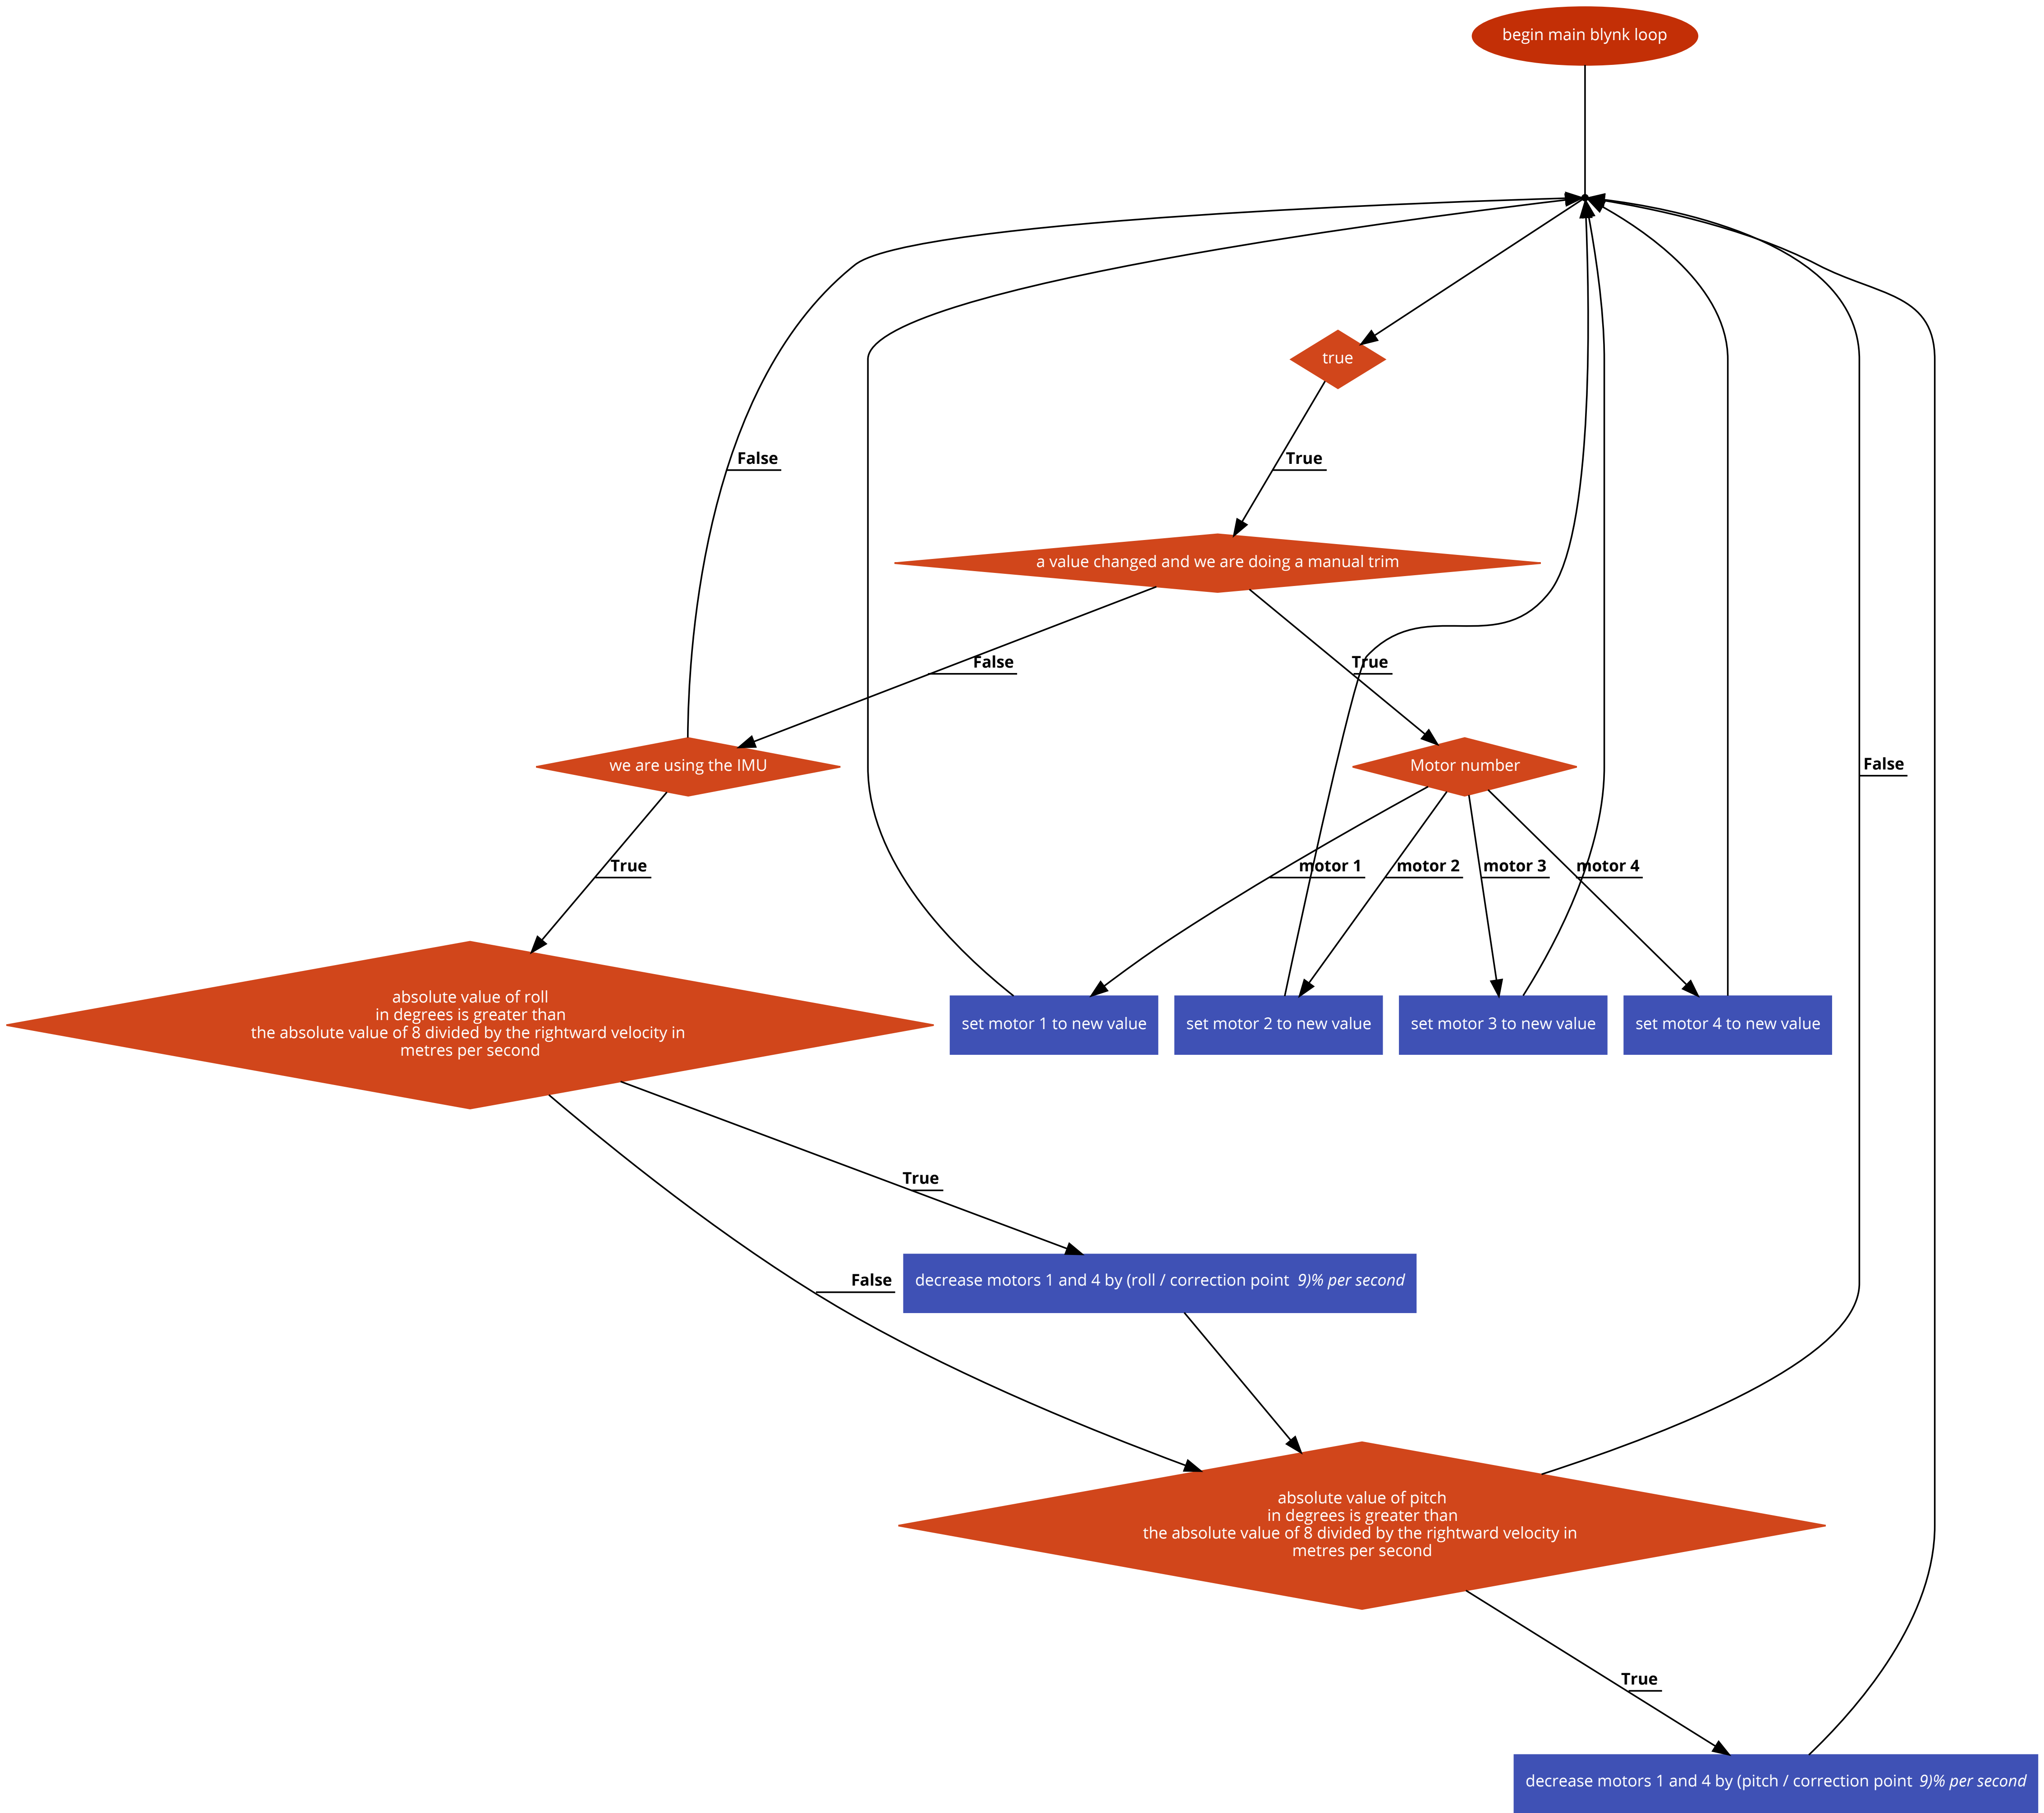 begin main blynk loop
true
False
True
a value changed and we are doing a manual trim
False
True
we are using the IMU
Motor number
False
True
motor 1
motor 2
motor 3
motor 4
absolute value of roll
in degrees is greater than
the absolute value of 8 divided by the rightward velocity in
metres per second
set motor 1 to new value
set motor 2 to new value
set motor 3 to new value
set motor 4 to new value
True
False
decrease motors 1 and 4 by (roll / correction point 9)% per second
absolute value of pitch
in degrees is greater than
the absolute value of 8 divided by the rightward velocity in
metres per second
True
decrease motors 1 and 4 by (pitch / correction point 9)% per second